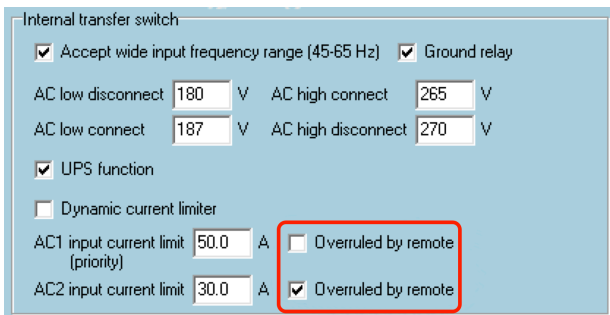 Internal transfer switch
Accept wide input frequency range (45-65 Hz) Ground relay
AC low disconnect 180 V AC high connect 265 V
AC low connect 187 V AC high disconnect 270 V
UPS function
Dynamic current limiter
AC1 input current limit 50.0 A Overruled by remote
(priority)
AC2 input current limit 30.0 A Overruled by remote